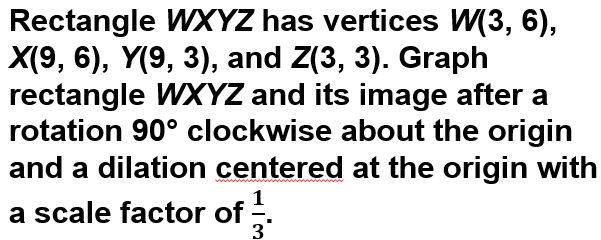 Rectangle WXYZ has vertices W(3, 6),
X(9, 6), Y(9, 3), and Z(3, 3). Graph
rectangle WXYZ and its image after a
rotation 90° clockwise about the origin
and a dilation centered at the origin with
a scale factor of 1/3.